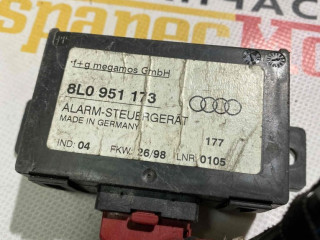 f+g megamos GmbH
8L0 951 173
ALARM-STEUERGERÄT
MADE IN GERMANY
177
IND: 04 FKW: 26/98 LNR: 0105